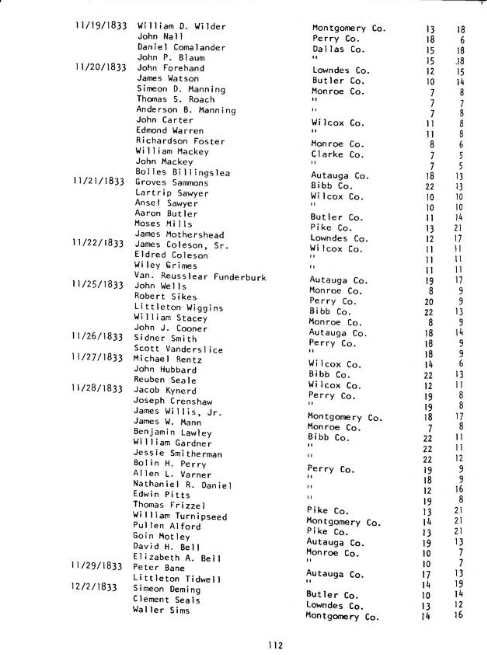 11/19/1833 William D. Wilder Montgomery Co. 13 18
John Nall Perry Co. 18 6
Daniel Comalander Dallas Co. 15 18
John P. Blaum " 15 .18
11/20/1833 John Forehand Lowndes Co. 12 15
James Watson Butler Co. 10 14
Simeon D. Manning Monroe Co. 7 8
Thomas S. Roach " 7 7
Anderson B. Manning " 7 8
John Carter Wilcox Co. 11 8
Edmond Warren " 11 8
Richardson Foster Monroe Co. 8 6
William Mackey Clarke Co. 7 5
John Mackey " 7 5
Bolles Billingslea Autauga Co. 18 13
11/21/1833 Groves Sammons Bibb Co. 22 13
Lartrip Sawyer Wilcox Co. 10 10
Ansel Sawyer " 10 10
Aaron Butler Butler Co. 11 14
Moses Mills Pike Co. 13 21
James Mothershead Lowndes Co. 12 17
11/22/1833 James Coleson, Sr. Wilcox Co. 11 11
Eldred Coleson " 11 11
Wiley Grimes " 11 11
Van. Reusslear Funderburk Autauga Co. 19 17
11/25/1833 John Wells Monroe Co. 8 9
Robert Sikes Perry Co. 20 9
Littleton Wiggins Bibb Co. 22 13
William Stacey Monroe Co. 8 9
John J. Cooner Autauga Co. 18 14
11/26/1833 Sidner Smith Perry Co. 18 9
Scott Vanderslice " 18 9
11/27/1833 Michael Rentz Wilcox Co. 14 6
John Hubbard Bibb Co. 22 13
Reuben Seale Wilcox Co. 12 11
11/28/1833 Jacob Kynerd Perry Co. 19 8
Joseph Crenshaw " 19 8
James Willis, Jr. Montgomery Co. 18 17
James W. Mann Monroe Co. 7 8
Benjamin Lawley Bibb Co. 22 11
William Gardner " 22 11
Jessie Smitherman " 22 12
Bolin H. Perry Perry Co. 19 9
Allen L. Varner " 18 9
Nathaniel R. Daniel " 12 16
Edwin Pitts " 19 8
Thomas Frizzel Pike Co. 13 21
William Turnipseed Montgomery Co. 14 21
Pullen Alford Pike Co. 13 21
Goin Motley Autauga Co. 19 13
David H. Bell Monroe Co. 10 7
Elizabeth A. Bell " 10 7
11/29/1833 Peter Bane Autauga Co. 17 13
Littleton Tidwell " 14 19
12/2/1833 Simeon Deming Butler Co. 10 14
Clement Seals Lowndes Co. 13 12
Waller Sims Montgomery Co. 14 16
112